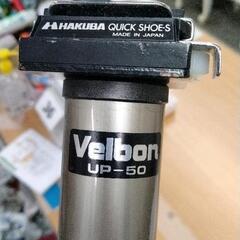 HAKUBA QUICK SHOE-S
MADE IN JAPAN
Velbon
UP-50